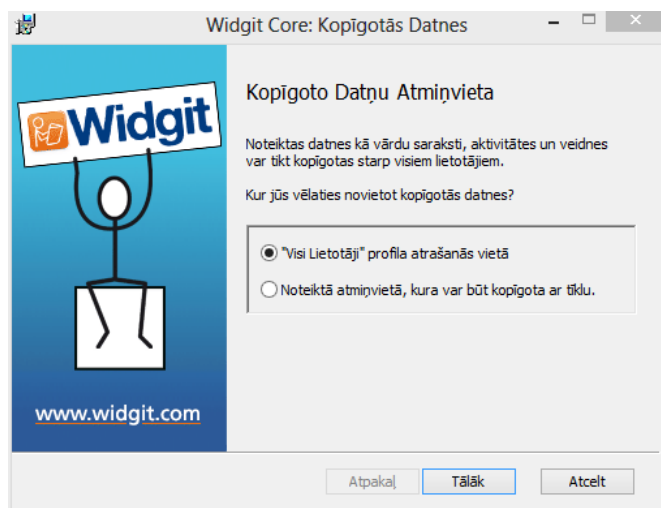 Widgit Core: Kopīgotās Datnes
Widgit
Kopīgoto Datņu Atmiņvieta
Noteiktas datnes kā vārdu saraksti, aktivitātes un veidnes
var tikt kopīgotas starp visiem lietotājiem.
Kur jūs vēlaties novietot kopīgotās datnes?
"Visi Lietotāji" profila atrašanās vietā
Noteiktā atmiņvietā, kura var būt kopīgota ar tīklu.
www.widgit.com
Atpakaļ
Tālāk
Atcelt